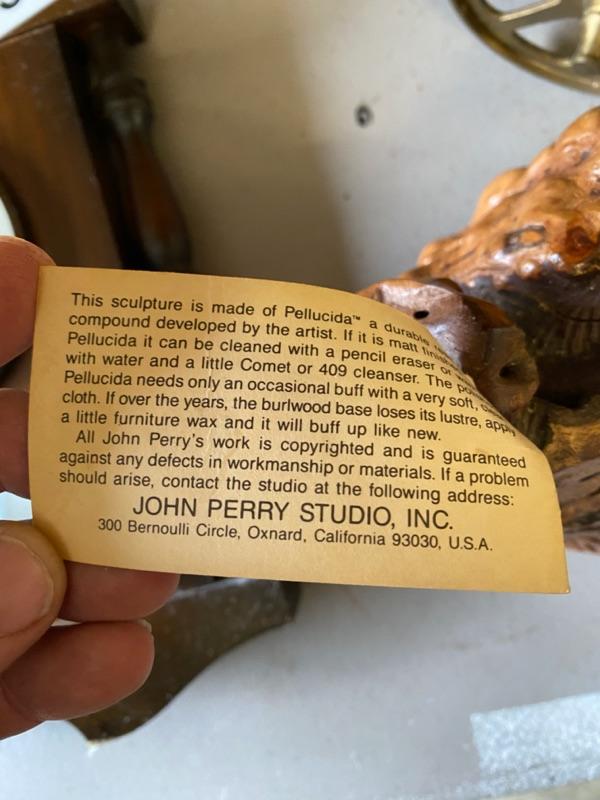 This sculpture is made of Pellucida™ a durable
compound developed by the artist. If it is matt finish
Pellucida it can be cleaned with a pencil eraser or
with water and a little Comet or 409 cleanser. The
Pellucida needs only an occasional buff with a very soft,
cloth. If over the years, the burlwood base loses its lustre, apply
a little furniture wax and it will buff up like new.
All John Perry's work is copyrighted and is guaranteed
against any defects in workmanship or materials. If a problem
should arise, contact the studio at the following address:
JOHN PERRY STUDIO, INC.
300 Bernoulli Circle, Oxnard, California 93030, U.S.A.